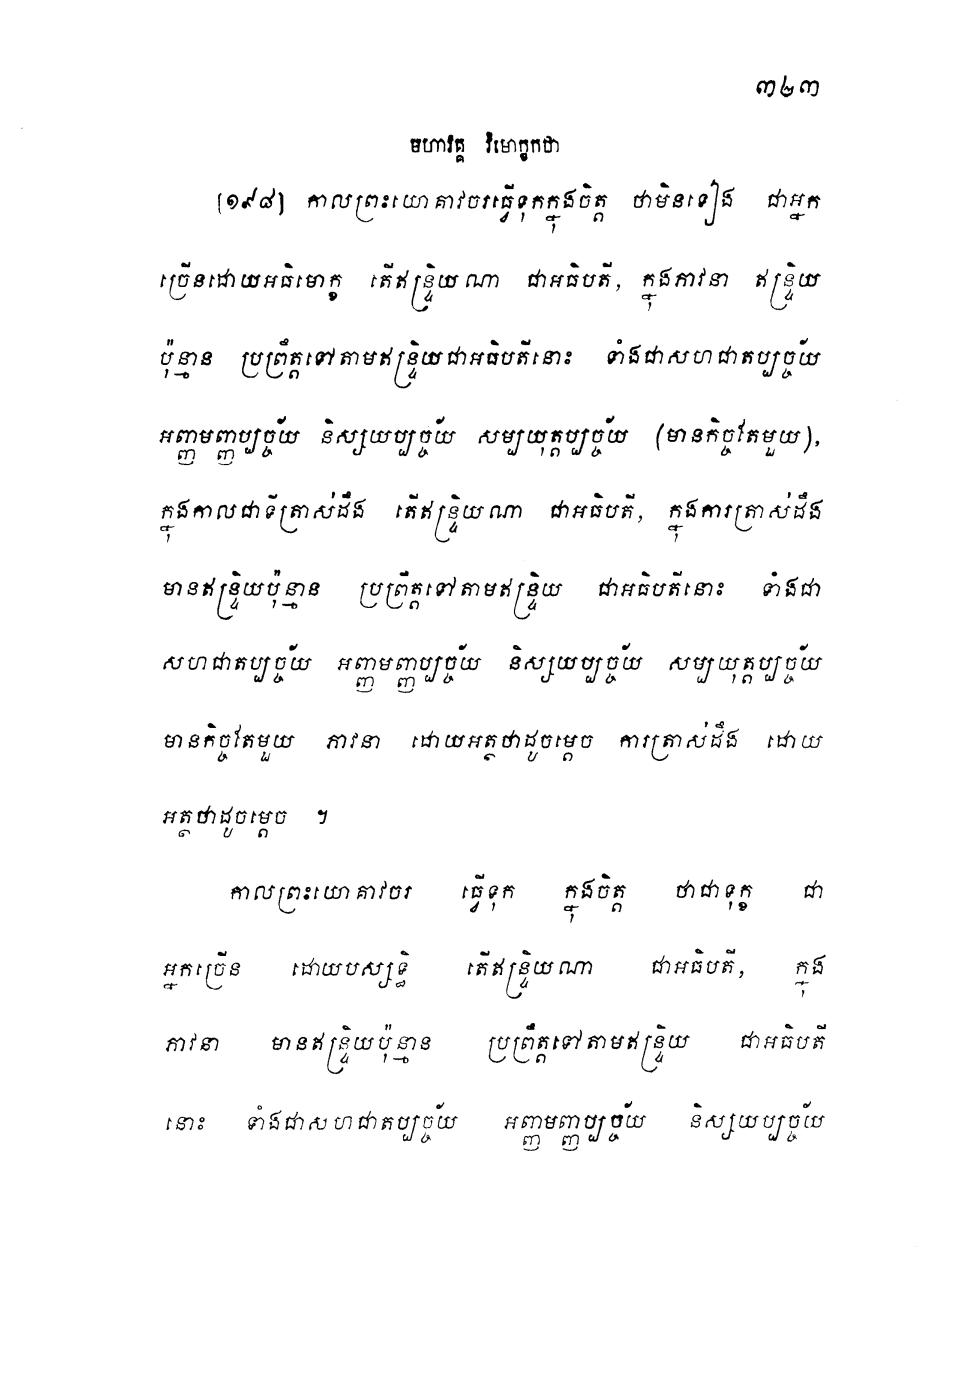 ៣២៣
មហាវគ្គ វិមោក្ខកថា
[១៩៨] កាលព្រះយោគាវចរធ្វើទុកក្នុងចិត្ត ថាមិនទៀង ជាអ្នក
ច្រើនដោយអធិមោក្ខ តើឥន្ទ្រិយណា ជាអធិបតី, ក្នុងភាវនា ឥន្ទ្រិយ
ប៉ុន្មាន ប្រព្រឹត្តទៅតាមឥន្ទ្រិយជាអធិបតីនោះ ទាំងជាសហជាតប្បច្ច័យ
អញ្ញមញ្ញប្បច្ច័យ និស្សយប្បច្ច័យ សម្បយុត្តប្បច្ច័យ (មានកិច្ចតែមួយ),
ក្នុងកាលជាទីត្រាស់ដឹង តើឥន្ទ្រិយណា ជាអធិបតី, ក្នុងការត្រាស់ដឹង
មានឥន្ទ្រិយប៉ុន្មាន ប្រព្រឹត្តទៅតាមឥន្ទ្រិយ ជាអធិបតីនោះ ទាំងជា
សហជាតប្បច្ច័យ អញ្ញមញ្ញប្បច្ច័យ និស្សយប្បច្ច័យ សម្បយុត្តប្បច្ច័យ
មានកិច្ចតែមួយ ភាវនា ដោយអត្ថថាដូចម្តេច ការត្រាស់ដឹង ដោយ
អត្ថថាដូចម្តេច ។
កាលព្រះយោគាវចរ ធ្វើទុក ក្នុងចិត្ត ថាជាទុក្ខ ជា
អ្នកច្រើន ដោយបស្សទ្ធិ តើឥន្ទ្រិយណា ជាអធិបតី, ក្នុង
ភាវនា មានឥន្ទ្រិយប៉ុន្មាន ប្រព្រឹត្តទៅតាមឥន្ទ្រិយ ជាអធិបតី
នោះ ទាំងជាសហជាតប្បច្ច័យ អញ្ញមញ្ញប្បច្ច័យ និស្សយប្បច្ច័យ